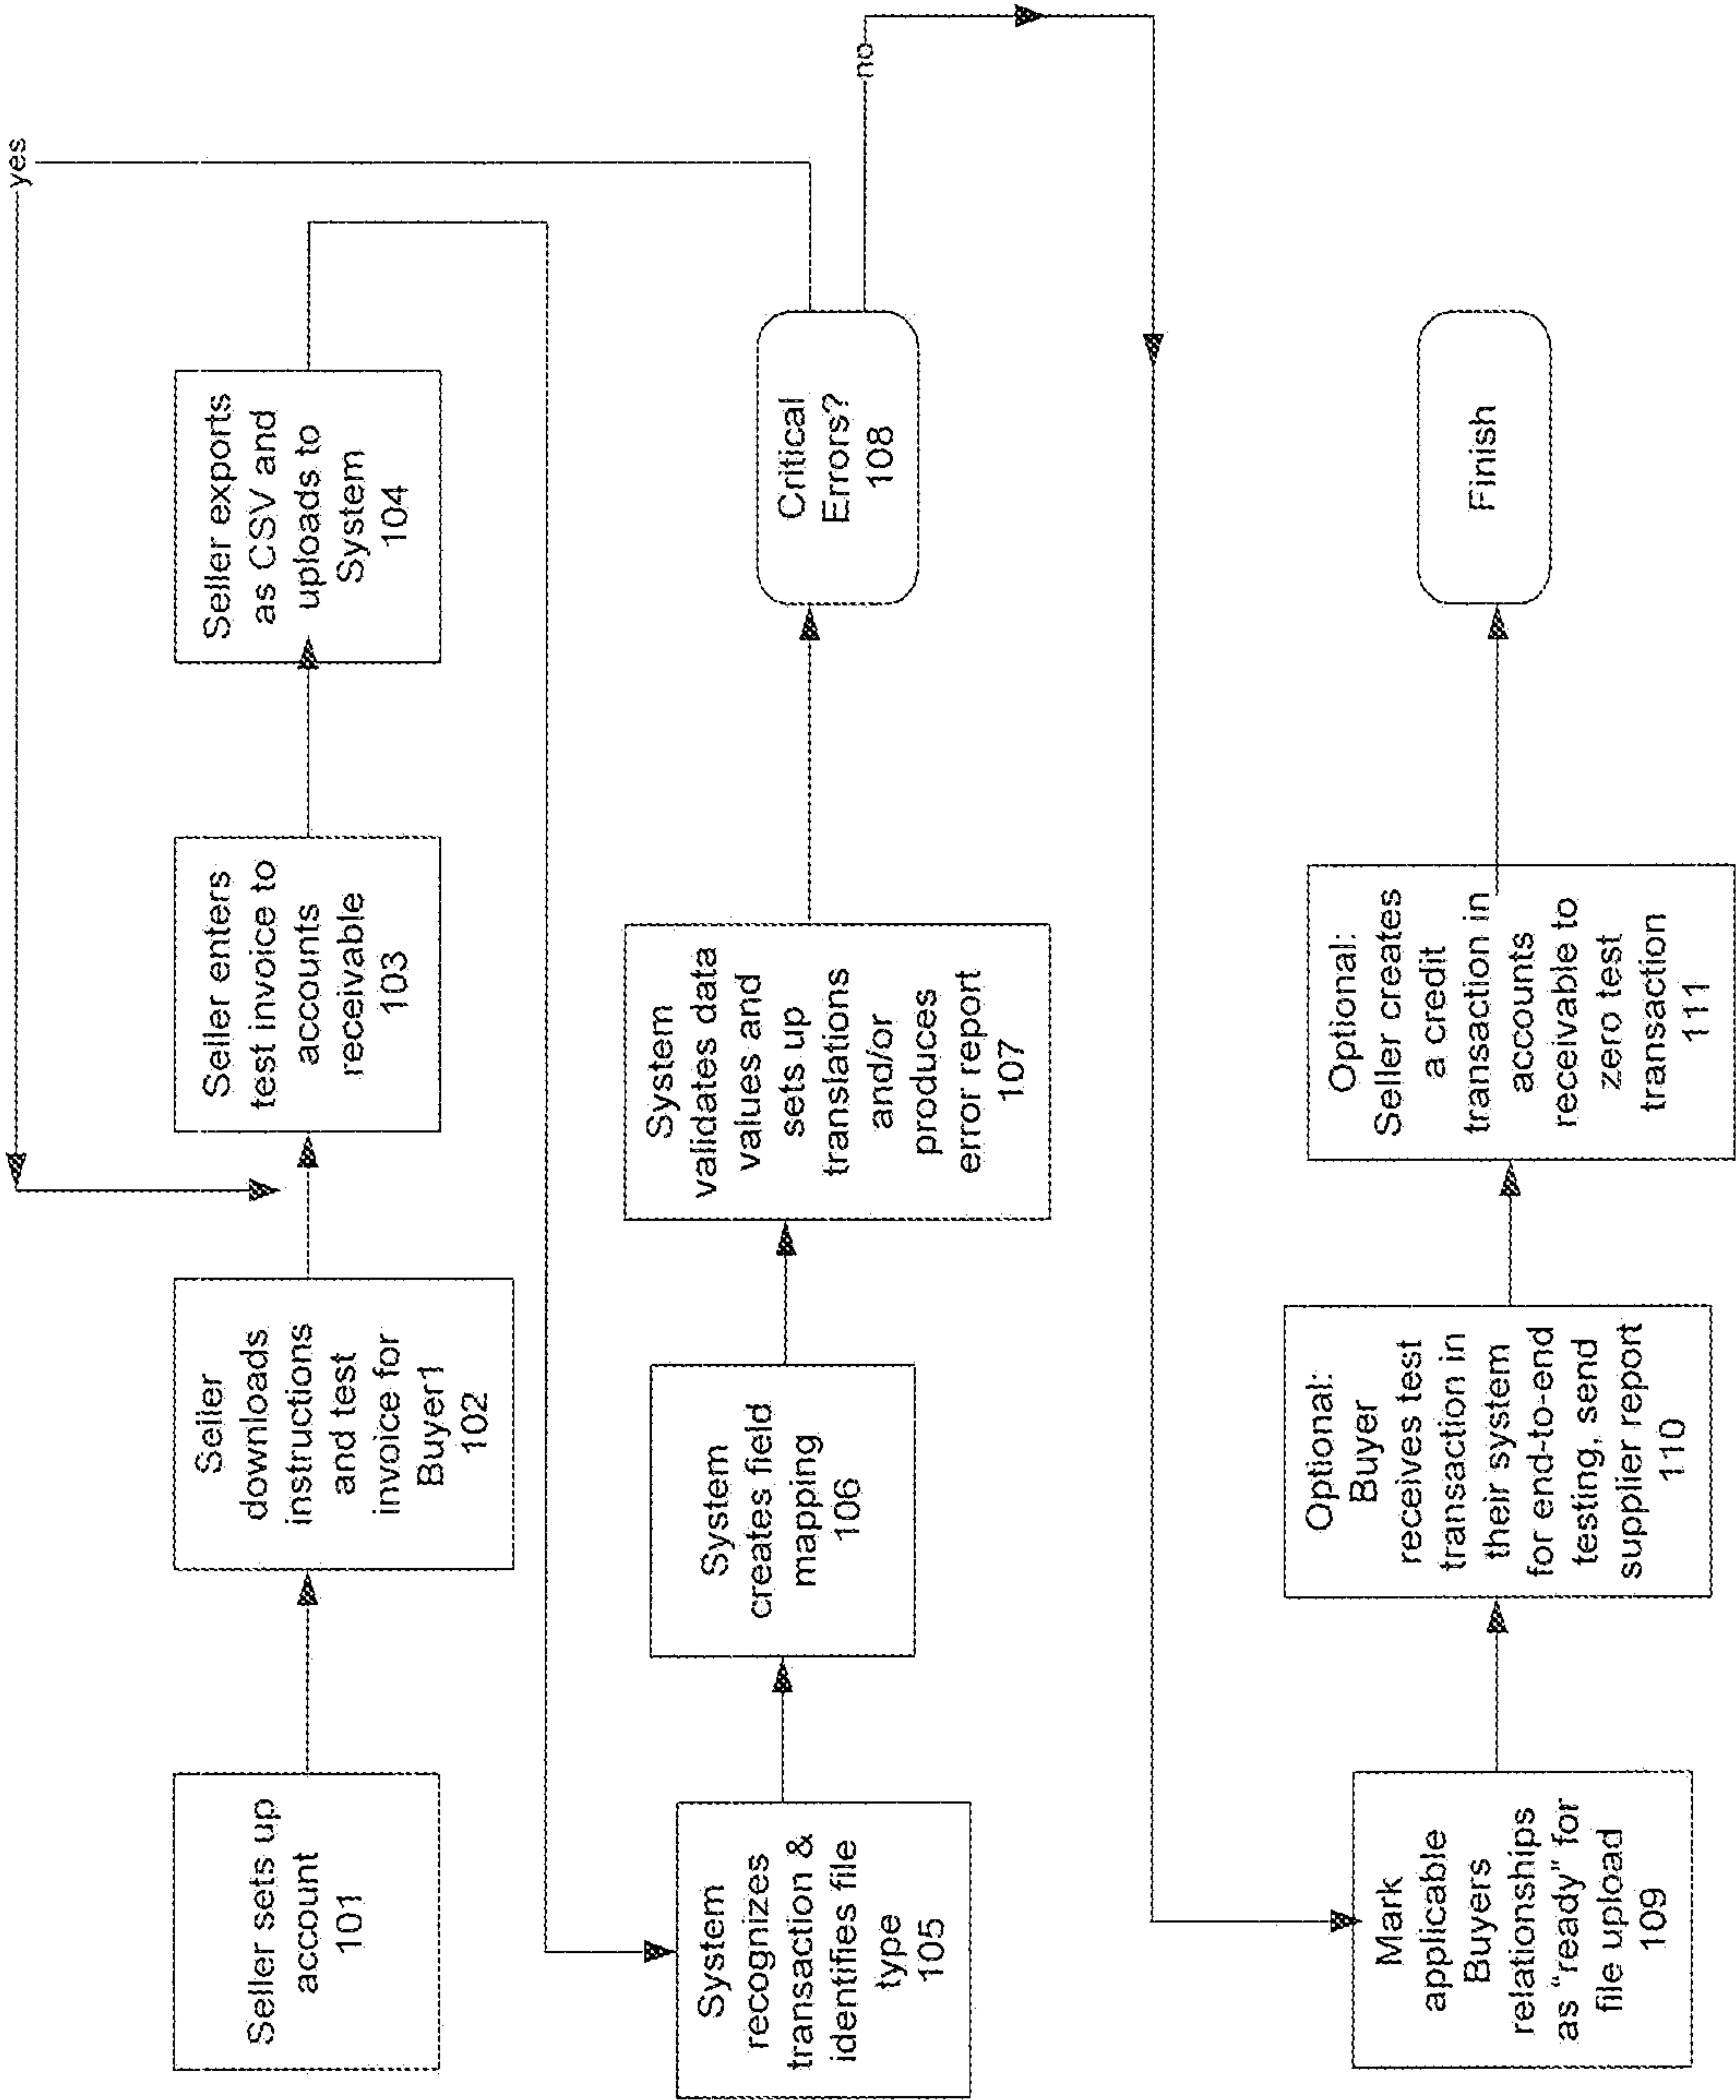 Seller sets up
account
101
Seller
downloads
instructions
and test
invoice for
Buyer1
102
Seller enters
test invoice to
accounts
receivable
103
Seller exports
as CSV and
uploads to
System
104
yes
System
recognizes
transaction &
identifies file
type
105
System
creates field
mapping
106
System
validates data
values and
sets up
translations
and/or
produces
error report
107
Critical
Errors?
108
no
Mark
applicable
Buyers
relationships
as "ready" for
file upload
109
Optional:
Buyer
receives test
transaction in
their system
for end-to-end
testing, send
supplier report
110
Optional:
Seller creates
a credit
transaction in
accounts
receivable to
zero test
transaction
111
Finish